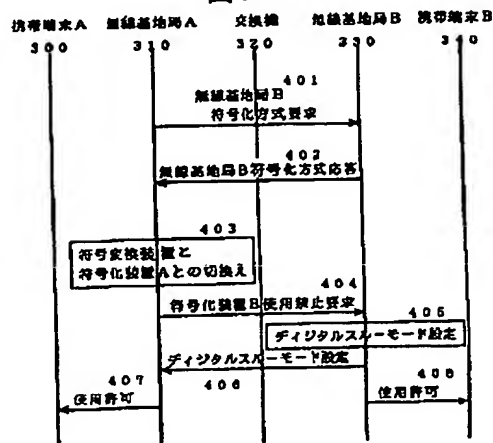 図
携帯端末A 無線基地局A 交換機 無線基地局B 携帯端末B
300 310 320 330 340
401
無線基地局B
符号化方式要求
402
無線基地局B符号化方式応答
403
符号変換装置と
符号化装置Aとの切換え
404
符号化装置B使用禁止要求
405
ディジタルスルーモード設定
ディジタルスルーモード設定
406
407
使用許可
408
使用許可